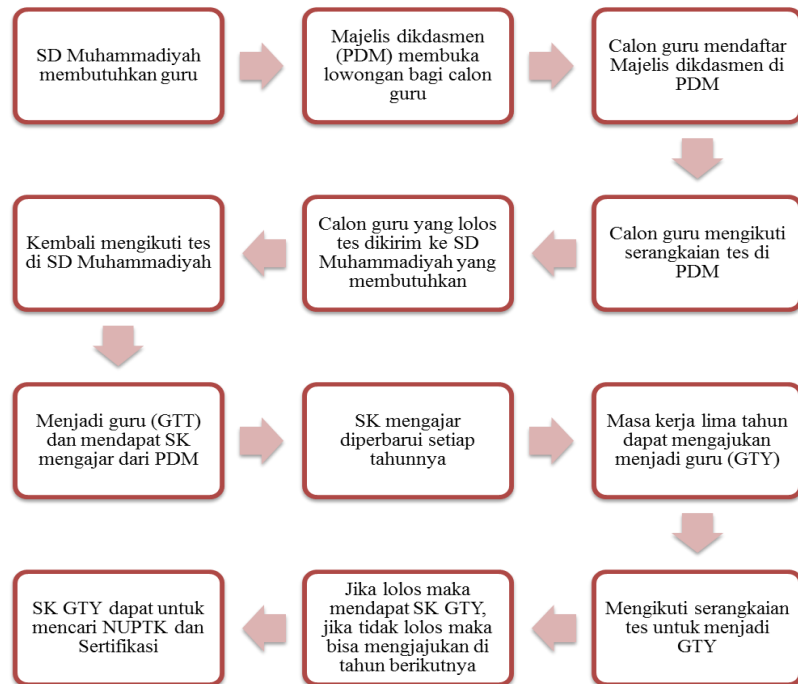 SD Muhammadiyah
membutuhkan guru
Majelis dikdasmen
(PDM) membuka
lowongan bagi calon
guru
Calon guru mendaftar
Majelis dikdasmen di
PDM
Calon guru mengikuti
serangkaian tes di
PDM
Calon guru yang lolos
tes dikirim ke SD
Muhammadiyah yang
membutuhkan
Kembali mengikuti tes
di SD Muhammadiyah
Menjadi guru (GTT)
dan mendapat SK
mengajar dari PDM
SK mengajar
diperbarui setiap
tahunnya
Masa kerja lima tahun
dapat mengajukan
menjadi guru (GTY)
Mengikuti serangkaian
tes untuk menjadi
GTY
Jika lolos maka
mendapat SK GTY,
jika tidak lolos maka
bisa mengjajukan di
tahun berikutnya
SK GTY dapat untuk
mencari NUPTK dan
Sertifikasi